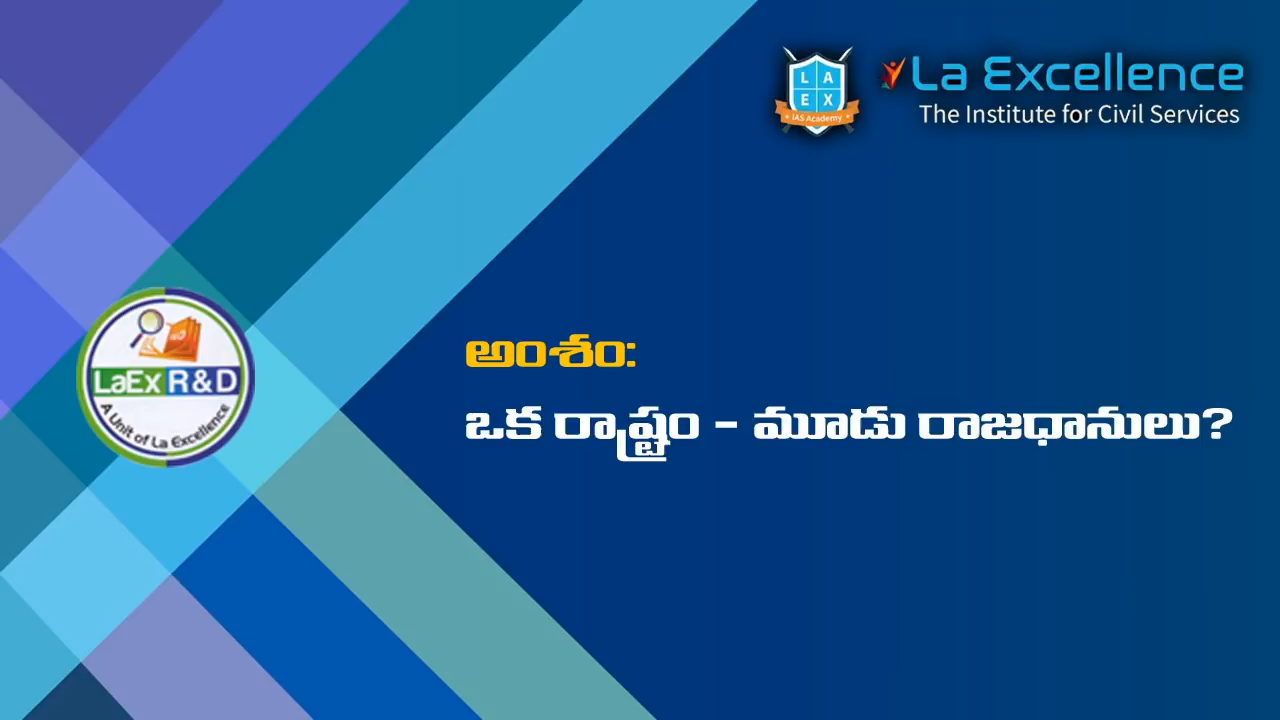 La Excellence
The Institute for Civil Services
L A
E X
IAS Academy
LaEx R&D
A Unit of La Excellence
అంశం:
ఒక రాష్ట్రం - మూడు రాజధానులు?